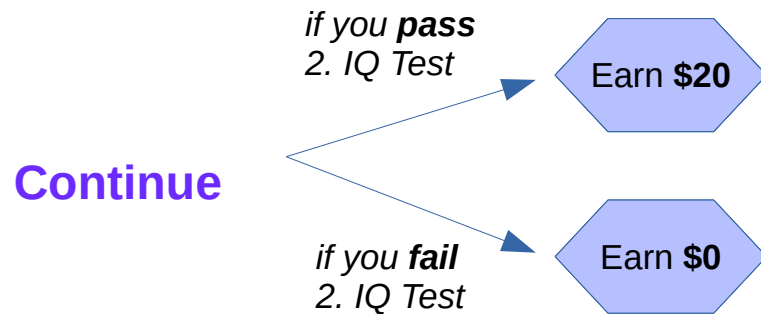 if you pass
2. IQ Test
Earn $20
Continue
if you fail
2. IQ Test
Earn $0